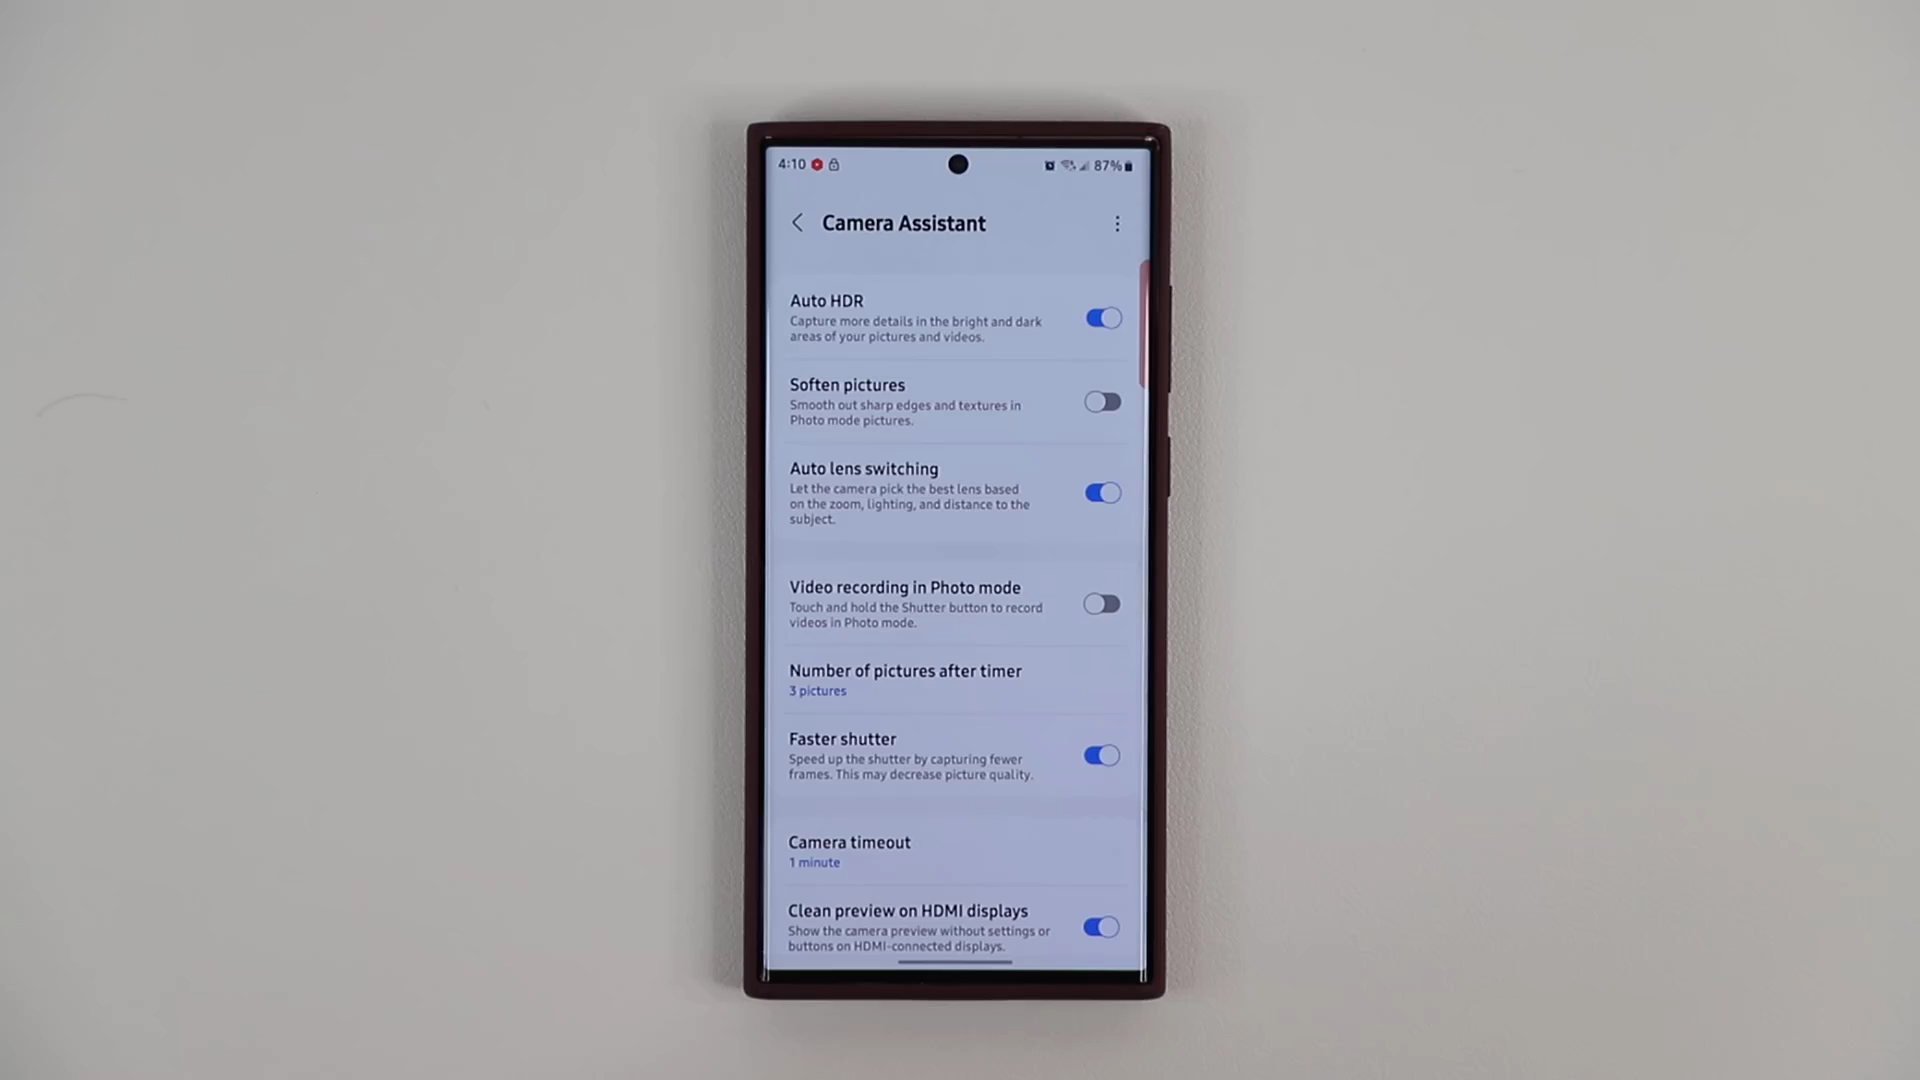 4:10 87%
Camera Assistant
Auto HDR
Capture more details in the bright and dark
areas of your pictures and videos.
Soften pictures
Smooth out sharp edges and textures in
Photo mode pictures.
Auto lens switching
Let the camera pick the best lens based
on the zoom, lighting, and distance to the
subject.
Video recording in Photo mode
Touch and hold the Shutter button to record
videos in Photo mode.
Number of pictures after timer
3 pictures
Faster shutter
Speed up the shutter by capturing fewer
frames. This may decrease picture quality.
Camera timeout
1 minute
Clean preview on HDMI displays
Show the camera preview without settings or
buttons on HDMI-connected displays.